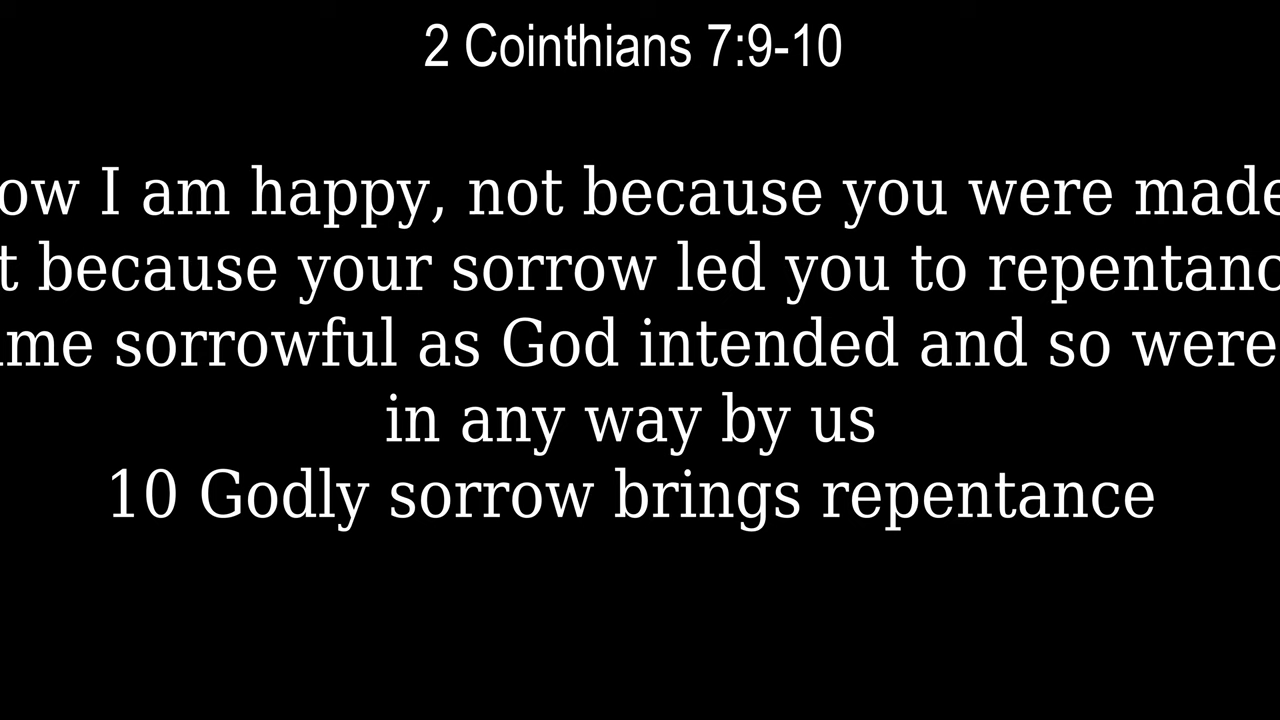 2 Cointhians 7:9-10
ow I am happy, not because you were made
t because your sorrow led you to repentanc
me sorrowful as God intended and so were
in any way by us
10 Godly sorrow brings repentance